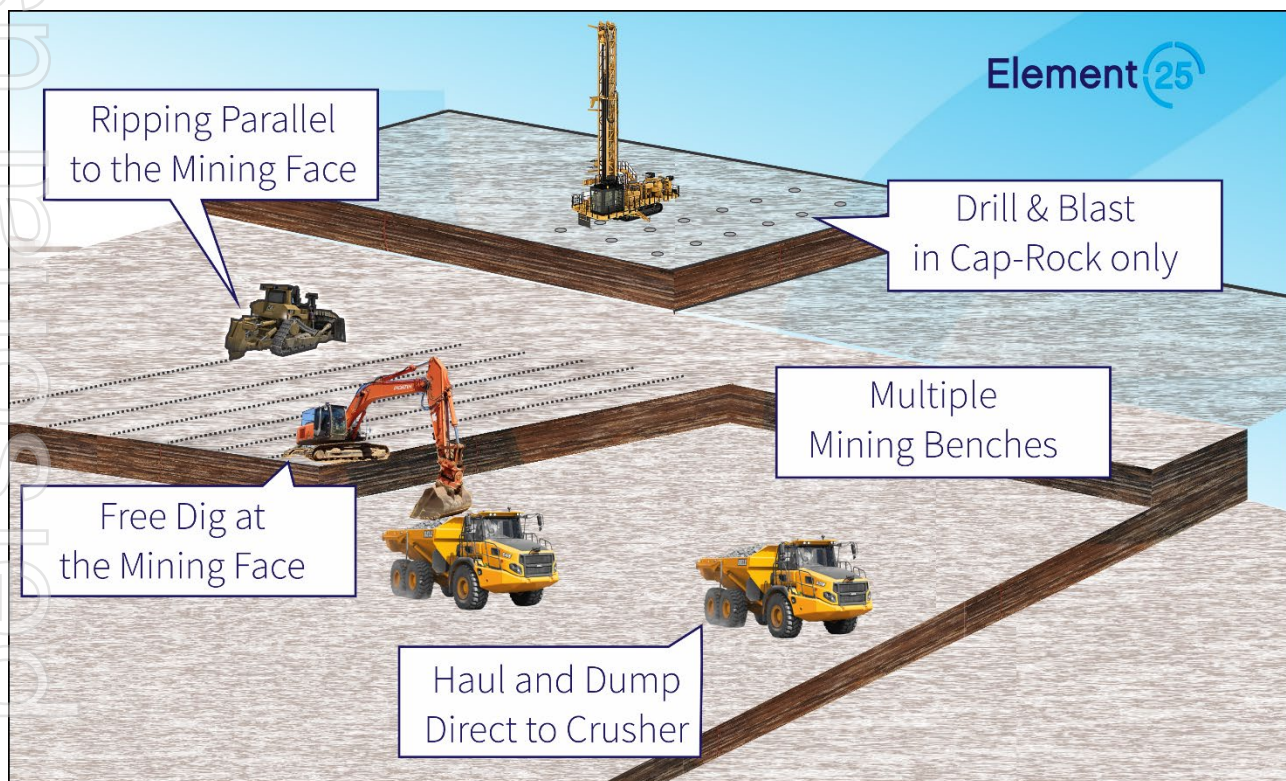 Element 25
Ripping Parallel
to the Mining Face
Drill & Blast
in Cap-Rock only
Multiple
Mining Benches
Free Dig at
the Mining Face
Haul and Dump
Direct to Crusher